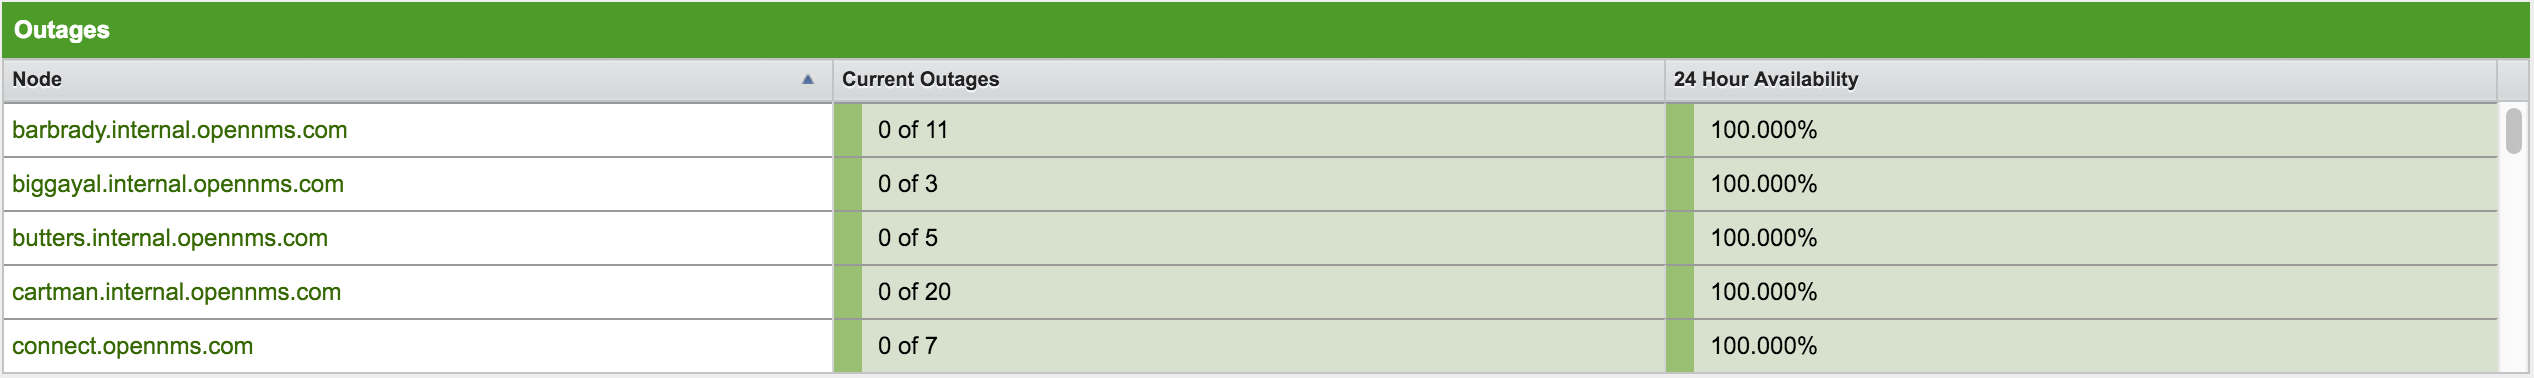 Outages
Node Current Outages 24 Hour Availability
barbrady.internal.opennms.com 0 of 11 100.000%
biggayal.internal.opennms.com 0 of 3 100.000%
butters.internal.opennms.com 0 of 5 100.000%
cartman.internal.opennms.com 0 of 20 100.000%
connect.opennms.com 0 of 7 100.000%